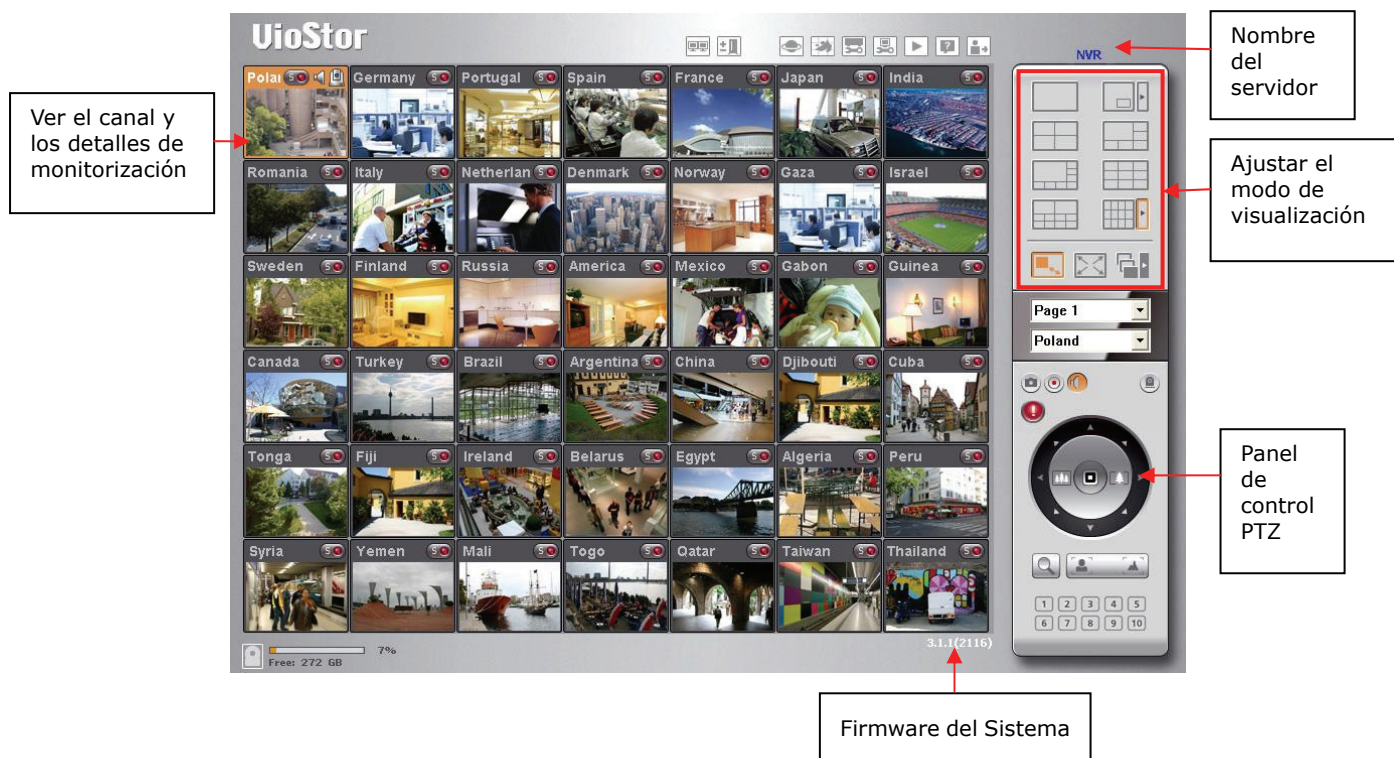 VioStor
Nombre
del
servidor
NVR
Ver el canal y
los detalles de
monitorización
Polar S
Germany S
Portugal S
Spain S
France S
Japan S
India S
Ajustar el
modo de
visualización
Romania S
Italy S
Netherlan S
Denmark S
Norway S
Gaza S
Israel S
Sweden S
Finland S
Russia S
America S
Mexico S
Gabon S
Guinea S
Page 1
Poland
Canada S
Turkey S
Brazil S
Argentina S
China S
Djibouti S
Cuba S
Tonga S
Fiji S
Ireland S
Belarus S
Egypt S
Algeria S
Peru S
Panel
de
control
PTZ
Syria S
Yemen S
Mali S
Togo S
Qatar S
Taiwan S
Thailand S
1 2 3 4 5
6 7 8 9 10
7%
Free: 272 GB
3.1.1(2116)
Firmware del Sistema